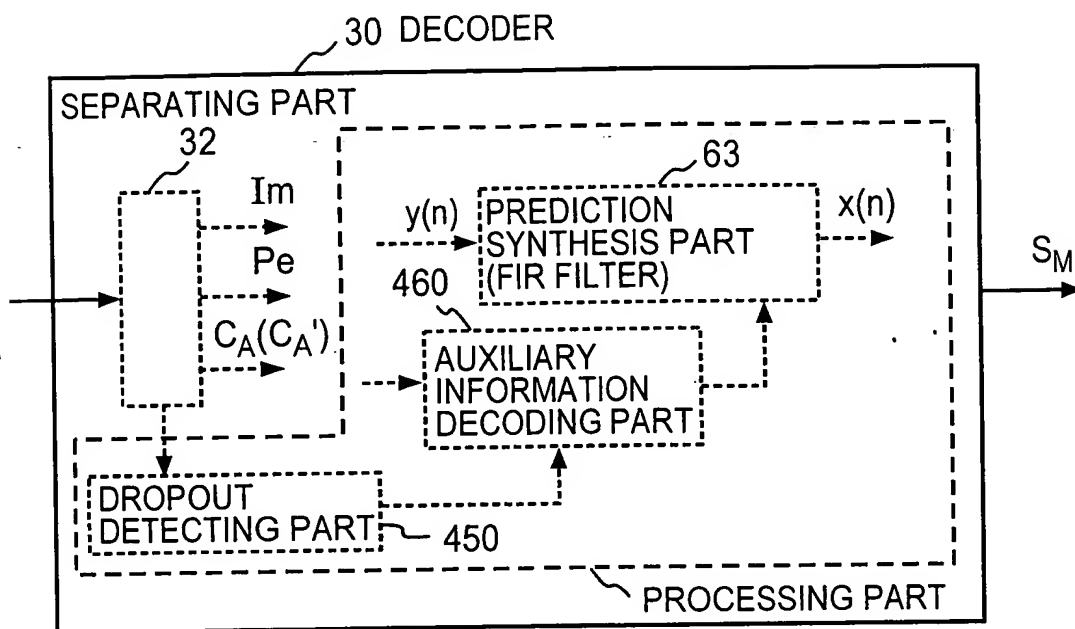 30 DECODER
SEPARATING PART
32
Im
Pe
C_A(C_A')
y(n)
63
PREDICTION
SYNTHESIS PART
(FIR FILTER)
x(n)
S_M
460
AUXILIARY
INFORMATION
DECODING PART
DROPOUT
DETECTING PART
450
PROCESSING PART